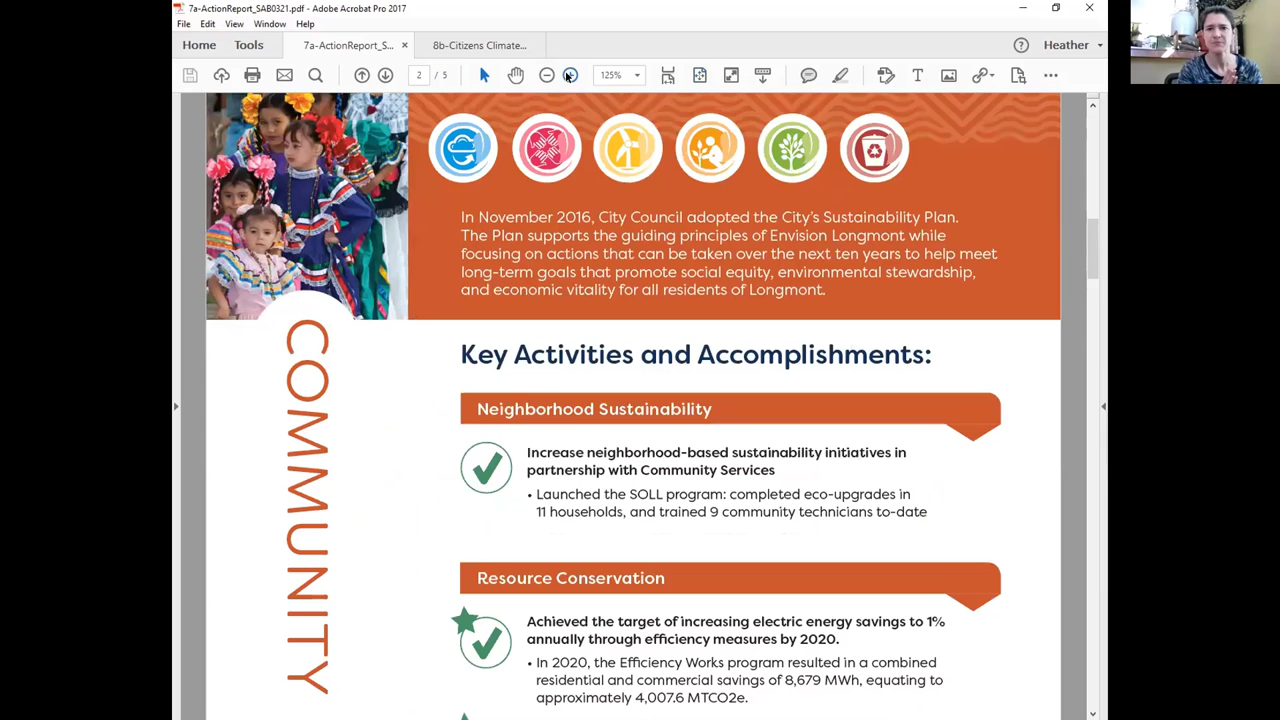 7a-ActionReport_SAB0321.pdf - Adobe Acrobat Pro 2017
File Edit View Window Help
Home Tools 7a-ActionReport_S... × 8b-Citizens Climate... Heather
2 / 5 125%
In November 2016, City Council adopted the City's Sustainability Plan.
The Plan supports the guiding principles of Envision Longmont while
focusing on actions that can be taken over the next ten years to help meet
long-term goals that promote social equity, environmental stewardship,
and economic vitality for all residents of Longmont.
COMMUNITY
Key Activities and Accomplishments:
Neighborhood Sustainability
Increase neighborhood-based sustainability initiatives in
partnership with Community Services
• Launched the SOLL program: completed eco-upgrades in
11 households, and trained 9 community technicians to-date
Resource Conservation
Achieved the target of increasing electric energy savings to 1%
annually through efficiency measures by 2020.
• In 2020, the Efficiency Works program resulted in a combined
residential and commercial savings of 8,679 MWh, equating to
approximately 4,007.6 MTCO2e.